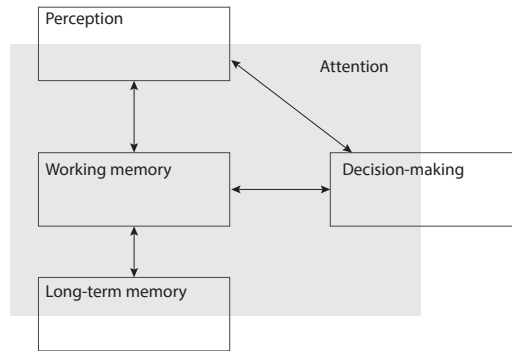 Perception
Attention
Working memory
Decision-making
Long-term memory